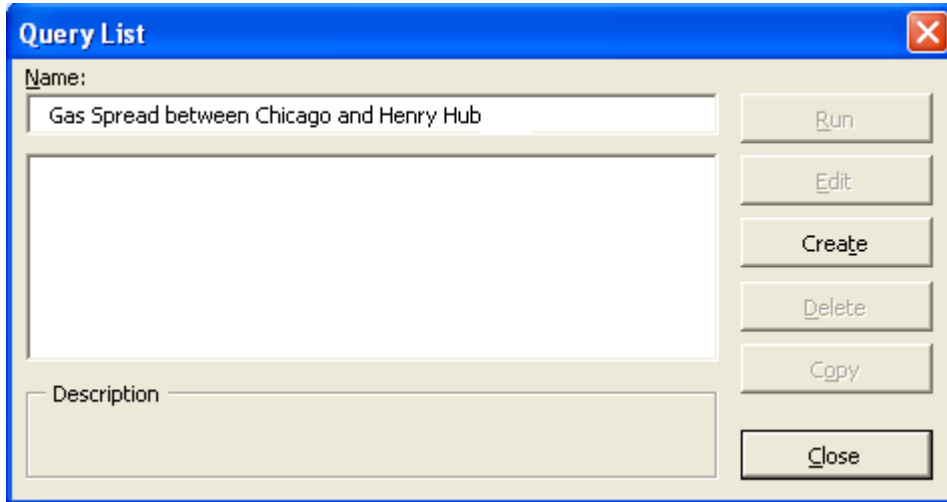 Query List
Name:
Gas Spread between Chicago and Henry Hub
Run
Edit
Create
Delete
Copy
Description
Close